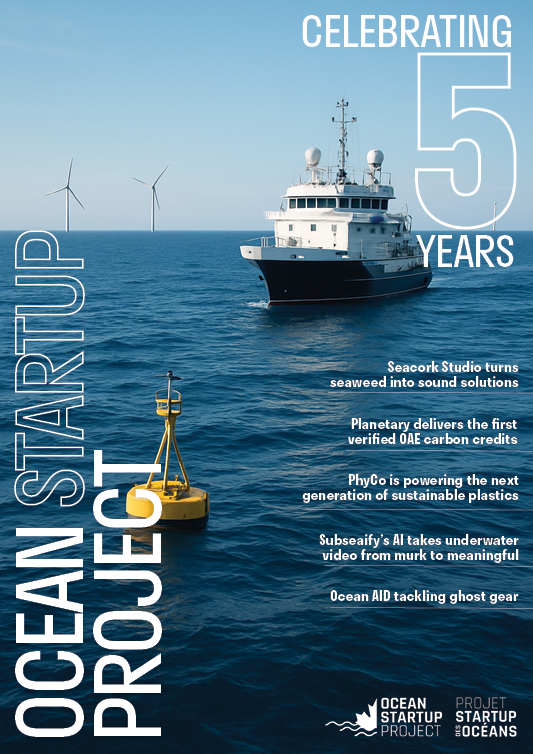 CELEBRATING
5
YEARS
OCEAN STARTUP
PROJECT
Seacork Studio turns
seaweed into sound solutions
Planetary delivers the first
verified OAE carbon credits
PhyCo is powering the next
generation of sustainable plastics
Subseaify's AI takes underwater
video from murk to meaningful
Ocean AID tackling ghost gear
OCEAN
STARTUP
PROJECT
PROJET
STARTUP
DES OCÉANS